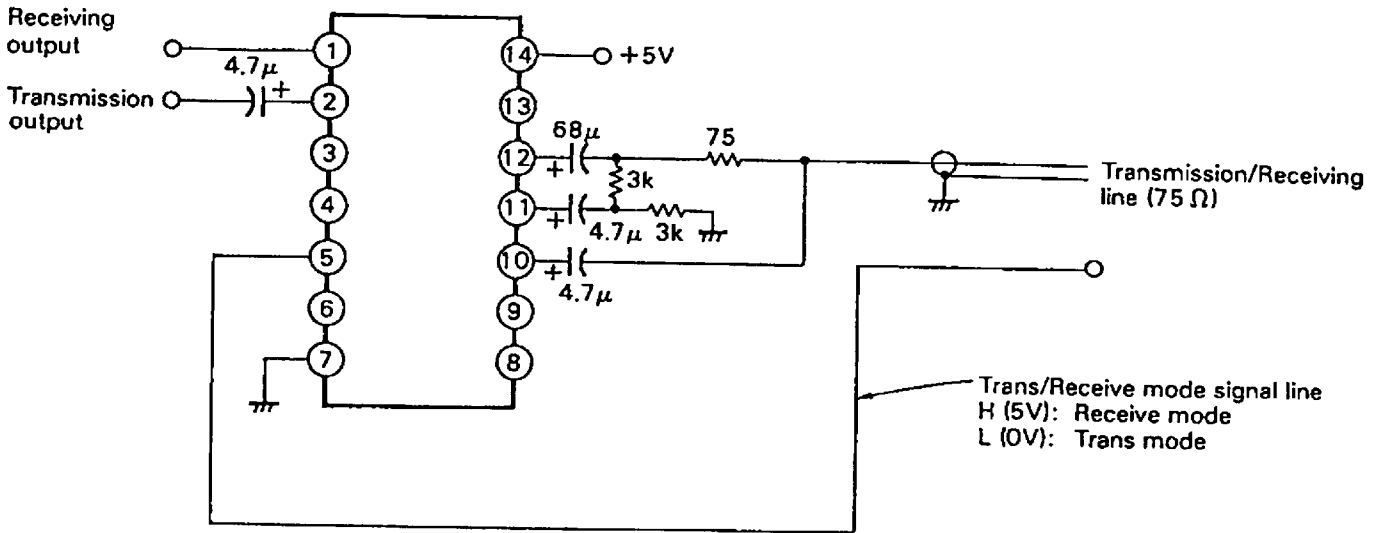 Receiving
output
4.7μ
+
Transmission
output
1
2
3
4
5
6
7
14
13
12
11
10
9
8
+5V
68μ
+
75
3k
+
4.7μ
3k
+
4.7μ
Transmission/Receiving
line (75 Ω)
Trans/Receive mode signal line
H (5V): Receive mode
L (0V): Trans mode